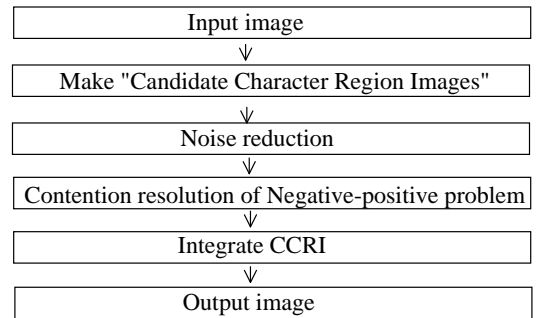 Input image
Make "Candidate Character Region Images"
Noise reduction
Contention resolution of Negative-positive problem
Integrate CCRI
Output image